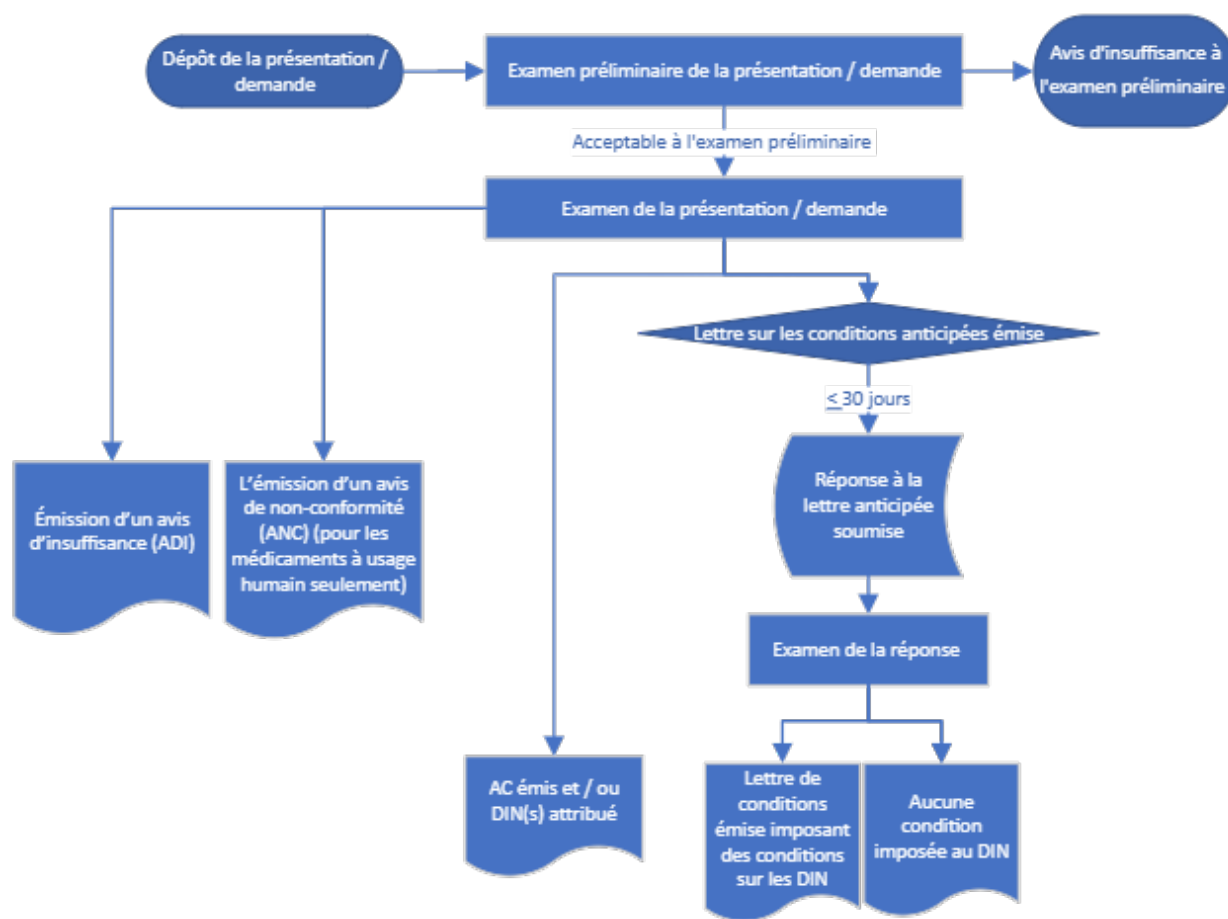 Dépôt de la présentation /
demande
Examen préliminaire de la présentation / demande
Avis d'insuffisance à
l'examen préliminaire
Acceptable à l'examen préliminaire
Examen de la présentation / demande
Lettre sur les conditions anticipées émise
< 30 jours
Réponse à la
lettre anticipée
soumise
Émission d'un avis
d'insuffisance (ADI)
L'émission d'un avis
de non-conformité
(ANC) (pour les
médicaments à usage
humain seulement)
Examen de la réponse
AC émis et / ou
DIN(s) attribué
Lettre de
conditions
émise imposant
des conditions
sur les DIN
Aucune
condition
imposée au DIN